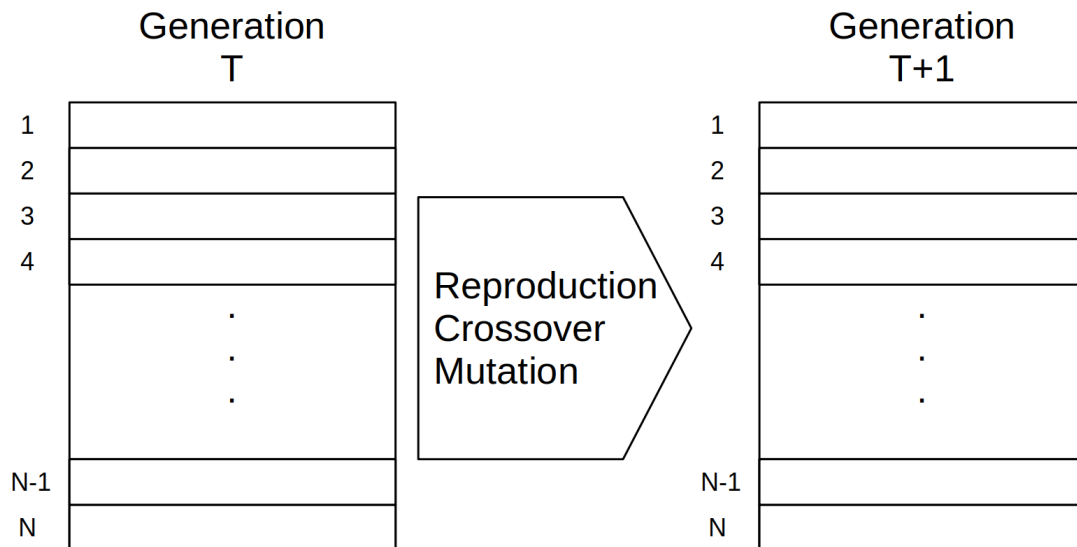 Generation
T
1
2
3
4
.
.
.
N-1
N
Reproduction
Crossover
Mutation
Generation
T+1
1
2
3
4
.
.
.
N-1
N